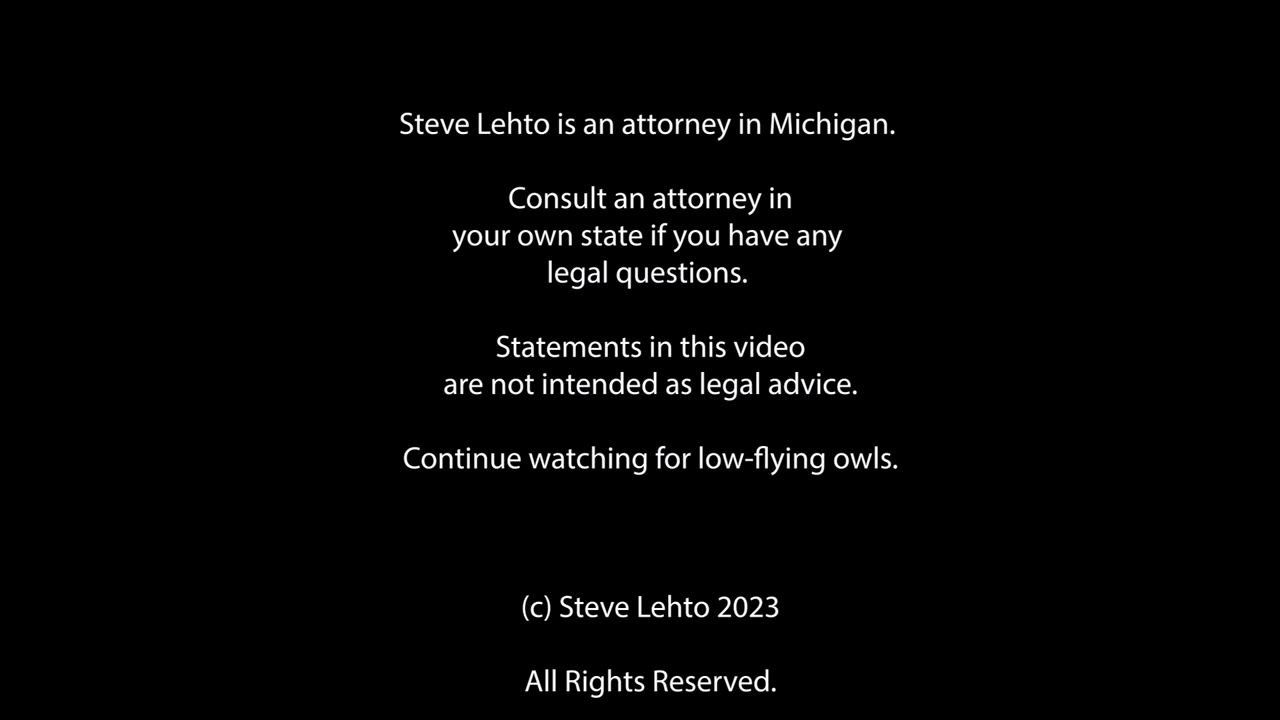 Steve Lehto is an attorney in Michigan.
Consult an attorney in
your own state if you have any
legal questions.
Statements in this video
are not intended as legal advice.
Continue watching for low-flying owls.
(c) Steve Lehto 2023
All Rights Reserved.